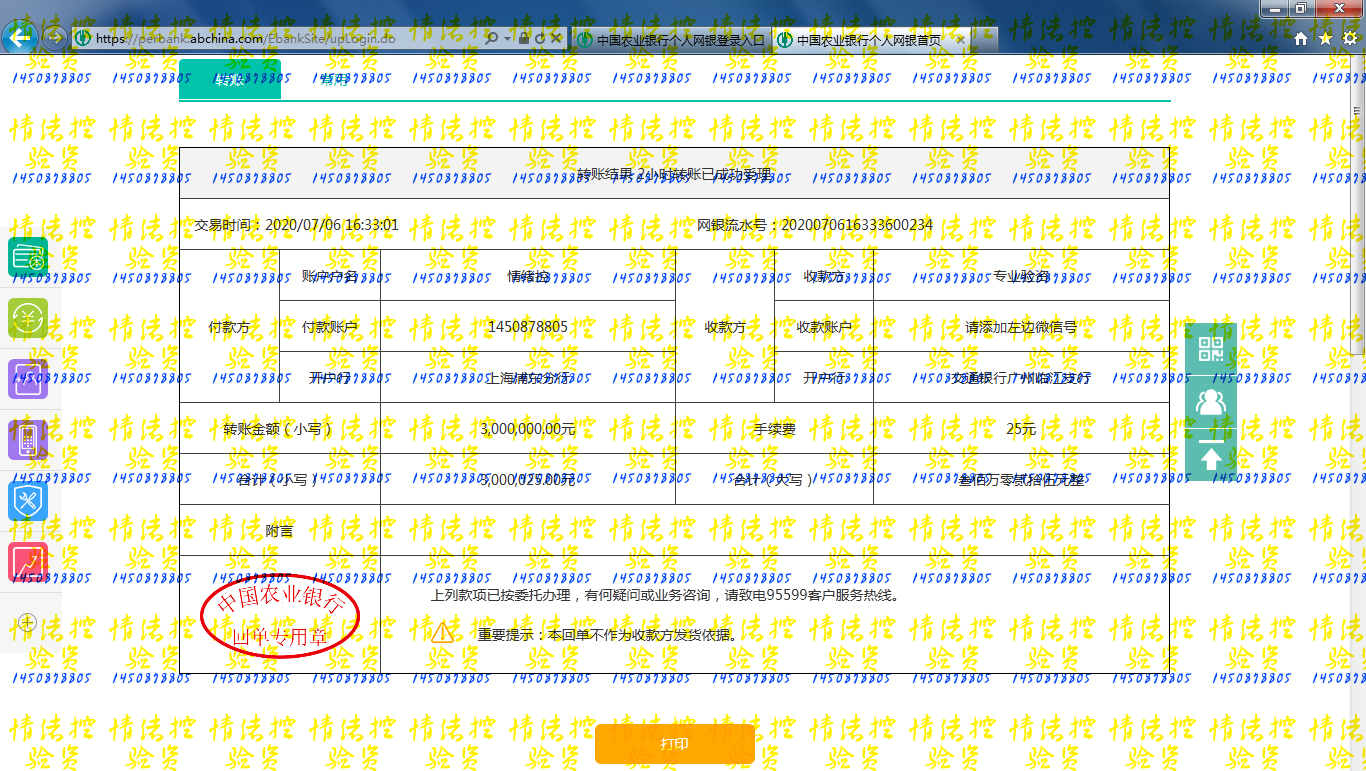 https://perbank.abchina.com/EbankSite/upLogin.do
中国农业银行个人网银登录入口
中国农业银行个人网银首页
转账 常用
转账结果 2小时转账已成功受理
交易时间：2020/07/06 16:33:01 网银流水号：2020070616333600234
付款方 账户户名 情绪控 收款方 收款方 专业验资
付款账户 1450878805 收款账户 请添加左边微信号
开户行 上海浦东分行 开户行 交通银行广州临江支行
转账金额（小写） 3,000,000.00元 手续费 25元
合计（小写） 3,000,025.00元 合计（大写） 叁佰万零贰拾伍元整
附言
中国农业银行
回单专用章
上列款项已按委托办理，有何疑问或业务咨询，请致电95599客户服务热线。
重要提示：本回单不作为收款方发货依据。
打印
情绪控
验资
1450878805